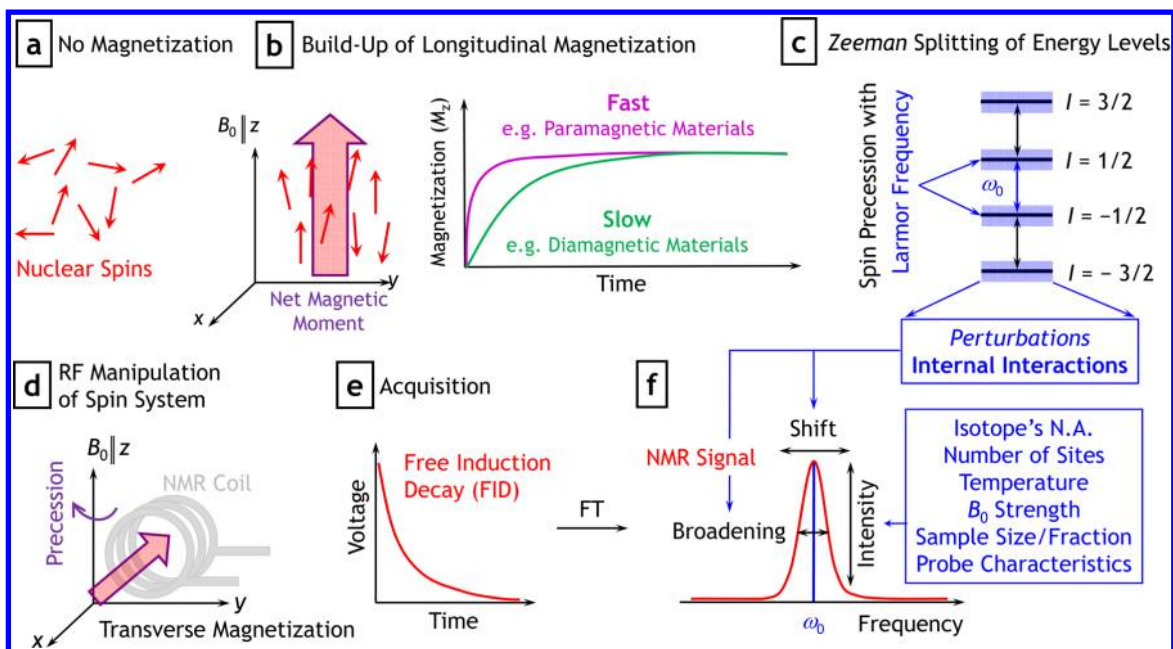 a No Magnetization
Nuclear Spins
b Build-Up of Longitudinal Magnetization
B₀ ∥ z
y
x
Net Magnetic
Moment
Magnetization (Mz)
Fast
e.g. Paramagnetic Materials
Slow
e.g. Diamagnetic Materials
Time
c Zeeman Splitting of Energy Levels
Spin Precession with
Larmor Frequency
I = 3/2
I = 1/2
ω₀
I = −1/2
I = − 3/2
Perturbations
Internal Interactions
d RF Manipulation
of Spin System
B₀ ∥ z
Precession
NMR Coil
y
x
Transverse Magnetization
e Acquisition
Voltage
Free Induction
Decay (FID)
Time
FT
f
Shift
NMR Signal
Broadening
Intensity
ω₀
Frequency
Isotope's N.A.
Number of Sites
Temperature
B₀ Strength
Sample Size/Fraction
Probe Characteristics